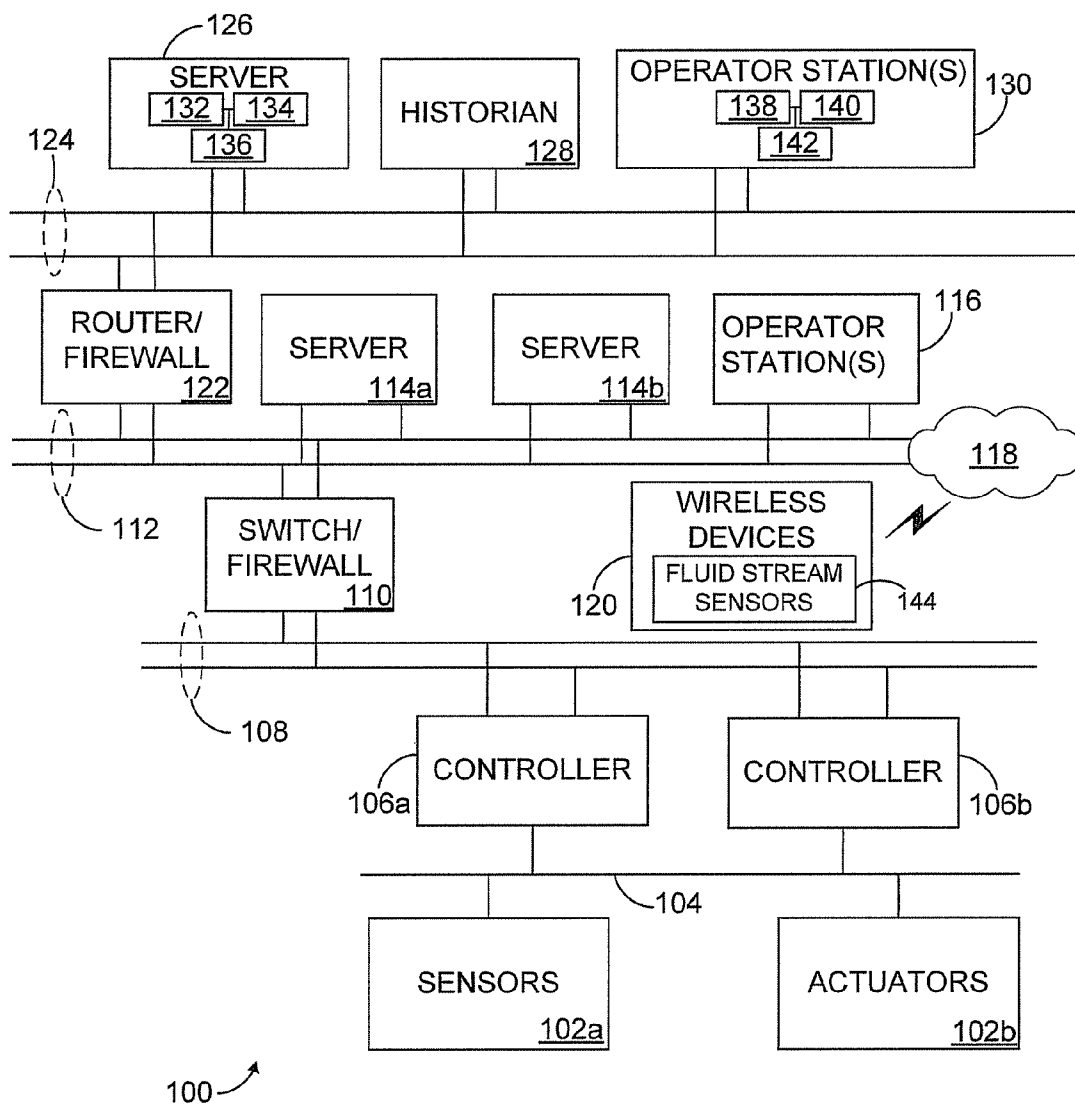 126
SERVER
132
134
136
HISTORIAN
128
OPERATOR STATION(S)
138
140
142
130
124
ROUTER/
FIREWALL
122
SERVER
114a
SERVER
114b
OPERATOR
STATION(S)
116
118
112
SWITCH/
FIREWALL
110
WIRELESS
DEVICES
FLUID STREAM
SENSORS
120
144
108
CONTROLLER
106a
CONTROLLER
106b
104
SENSORS
102a
ACTUATORS
102b
100